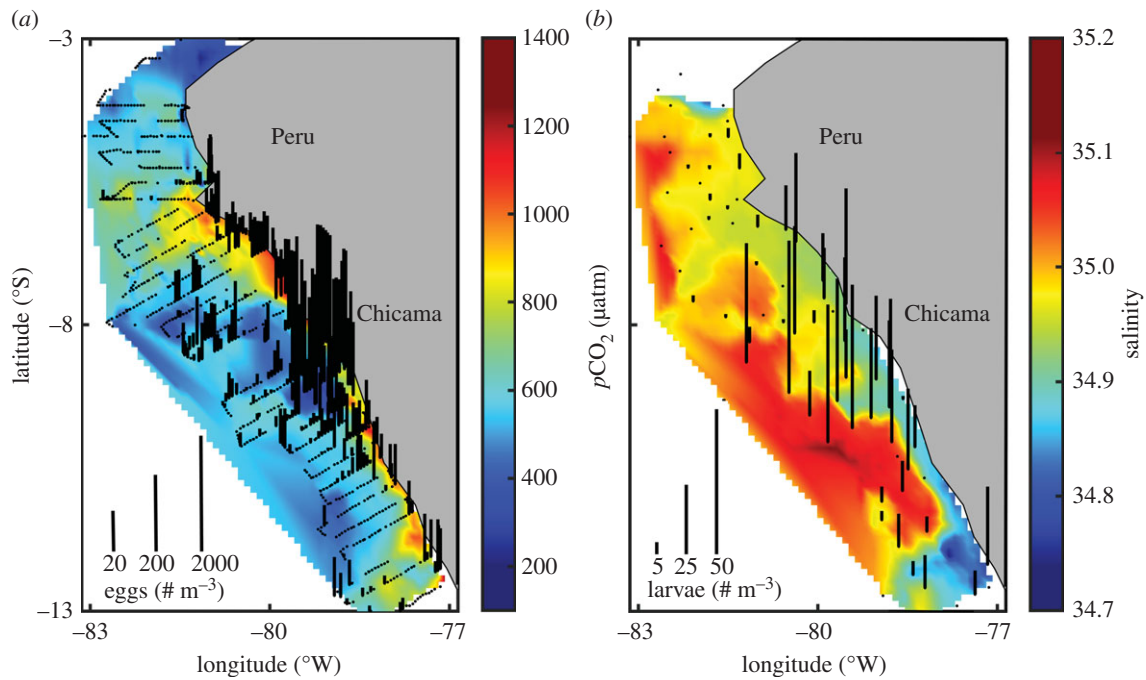 (a)
(b)
−3
−8
−13
latitude (°S)
Peru
Chicama
20
200
2000
eggs (# m−3)
−83
−80
−77
longitude (°W)
1400
1200
1000
800
600
400
200
pCO2 (µatm)
Peru
Chicama
5
25
50
larvae (# m−3)
−83
−80
−77
longitude (°W)
35.2
35.1
35.0
34.9
34.8
34.7
salinity